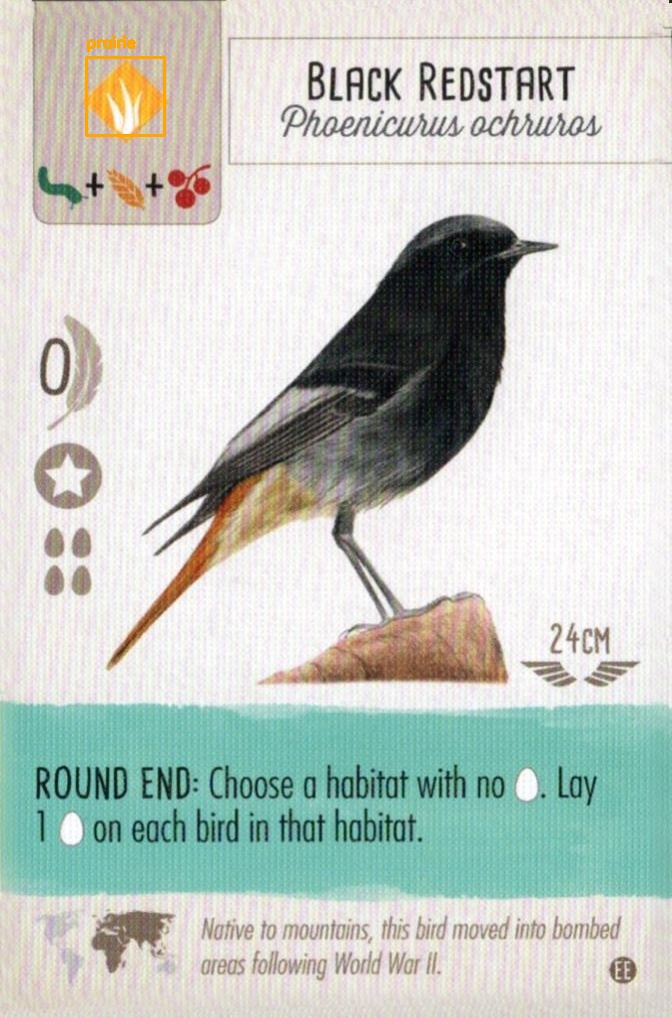 prairie
BLACK REDSTART
Phoenicurus ochruros
+ +
0
24CM
ROUND END: Choose a habitat with no . Lay
1 on each bird in that habitat.
Native to mountains, this bird moved into bombed
areas following World War II.
EE